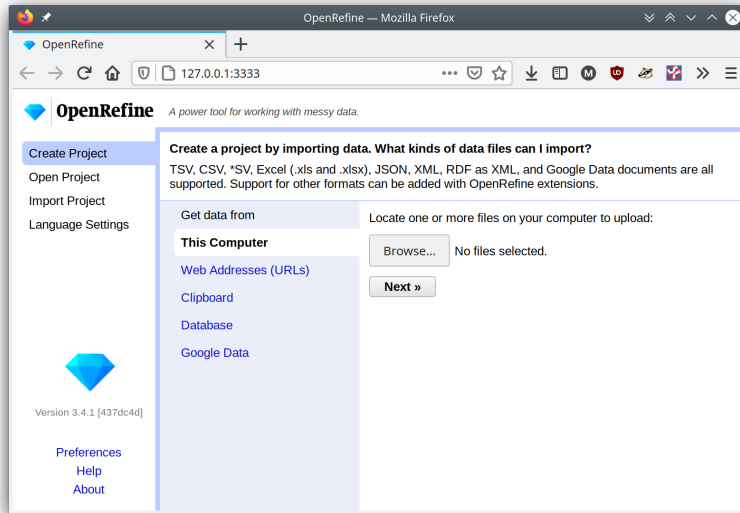 OpenRefine — Mozilla Firefox
OpenRefine
127.0.0.1:3333
OpenRefine A power tool for working with messy data.
Create Project
Open Project
Import Project
Language Settings
Version 3.4.1 [437dc4d]
Preferences
Help
About
Create a project by importing data. What kinds of data files can I import?
TSV, CSV, *SV, Excel (.xls and .xlsx), JSON, XML, RDF as XML, and Google Data documents are all
supported. Support for other formats can be added with OpenRefine extensions.
Get data from
This Computer
Web Addresses (URLs)
Clipboard
Database
Google Data
Locate one or more files on your computer to upload:
Browse... No files selected.
Next »